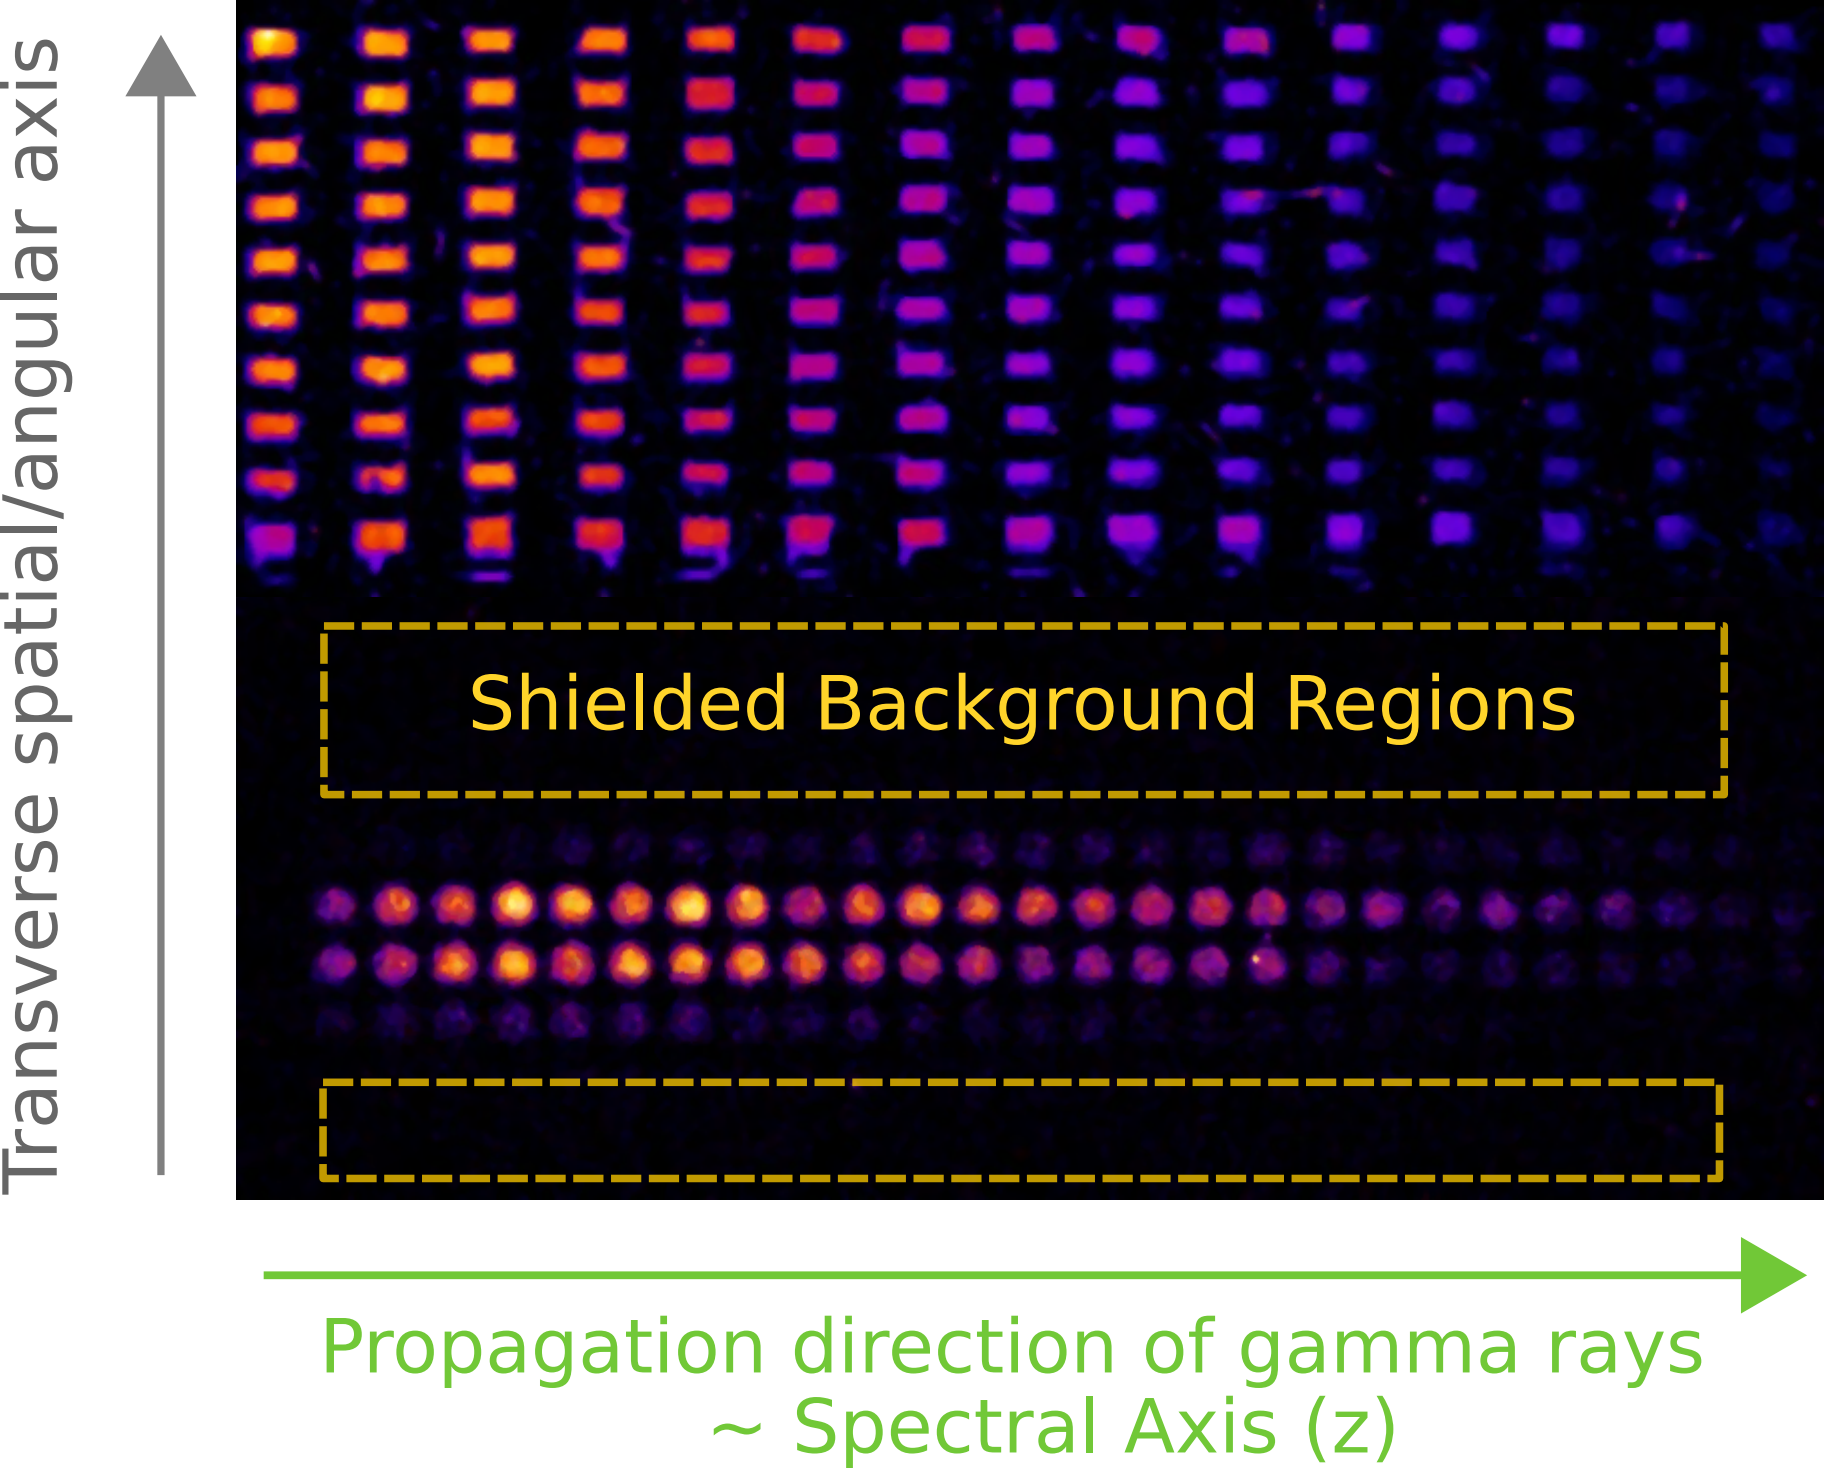 Transverse spatial/angular axis
Shielded Background Regions
Propagation direction of gamma rays
~ Spectral Axis (z)